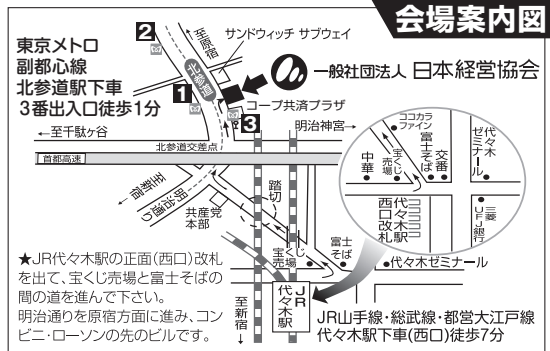 会場案内図
東京メトロ
副都心線
北参道駅下車
3番出入口徒歩1分
2
至原宿
サンドウィッチ サブウェイ
北参道
一般社団法人 日本経営協会
1
コープ共済プラザ
3
←至千駄ヶ谷
明治神宮→
北参道交差点
首都高速
至新宿
明治通り
共産党
本部
踏切
ココカラ
ファイン
中華
宝くじ
売場
富士そば
交番
代々木
ゼミナール
代々木駅
西口改札
三菱
UFJ銀行
宝くじ
売場
富士
そば
代々木ゼミナール
★JR代々木駅の正面(西口)改札
を出て、宝くじ売場と富士そばの
間の道を進んで下さい。
明治通りを原宿方面に進み、コン
ビニ・ローソンの先のビルです。
至新宿
JR
代々木駅
JR山手線・総武線・都営大江戸線
代々木駅下車(西口)徒歩7分